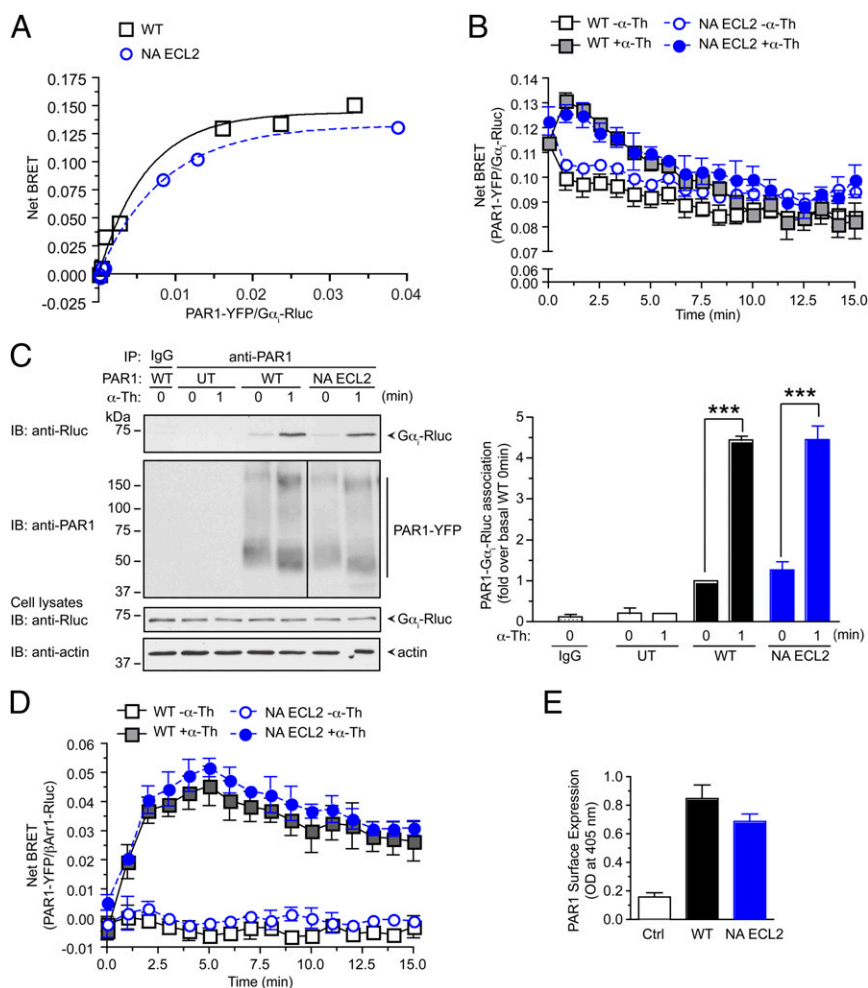 A
WT
NA ECL2
Net BRET
0.175
0.150
0.125
0.100
0.075
0.050
0.025
0.000
-0.025
0.01 0.02 0.03 0.04
PAR1-YFP/Gαi-Rluc
B
WT -α-Th NA ECL2 -α-Th
WT +α-Th NA ECL2 +α-Th
Net BRET
(PAR1-YFP/Gαi-Rluc)
0.14
0.13
0.12
0.11
0.10
0.09
0.08
0.06
0.00
0.0 2.5 5.0 7.5 10.0 12.5 15.0
Time (min)
C
IP: IgG anti-PAR1
PAR1: WT UT WT NA ECL2
α-Th: 0 0 1 0 1 0 1 (min)
kDa
IB: anti-Rluc 75 Gαi-Rluc
IB: anti-PAR1 PAR1-YFP
150
100
75
50
37
Cell lysates
IB: anti-Rluc 75 Gαi-Rluc
IB: anti-actin 37 actin
PAR1-Gαi-Rluc association
(fold over basal WT 0min)
5
4
3
2
1
0
*** ***
α-Th: 0 0 1 0 1 0 1 (min)
IgG UT WT NA ECL2
D
WT -α-Th NA ECL2 -α-Th
WT +α-Th NA ECL2 +α-Th
Net BRET
(PAR1-YFP/βArr1-Rluc)
0.06
0.05
0.04
0.03
0.02
0.01
0.00
-0.01
0.0 2.5 5.0 7.5 10.0 12.5 15.0
Time (min)
E
PAR1 Surface Expression
(OD at 405 nm)
1.0
0.8
0.6
0.4
0.2
0.0
Ctrl WT NA ECL2